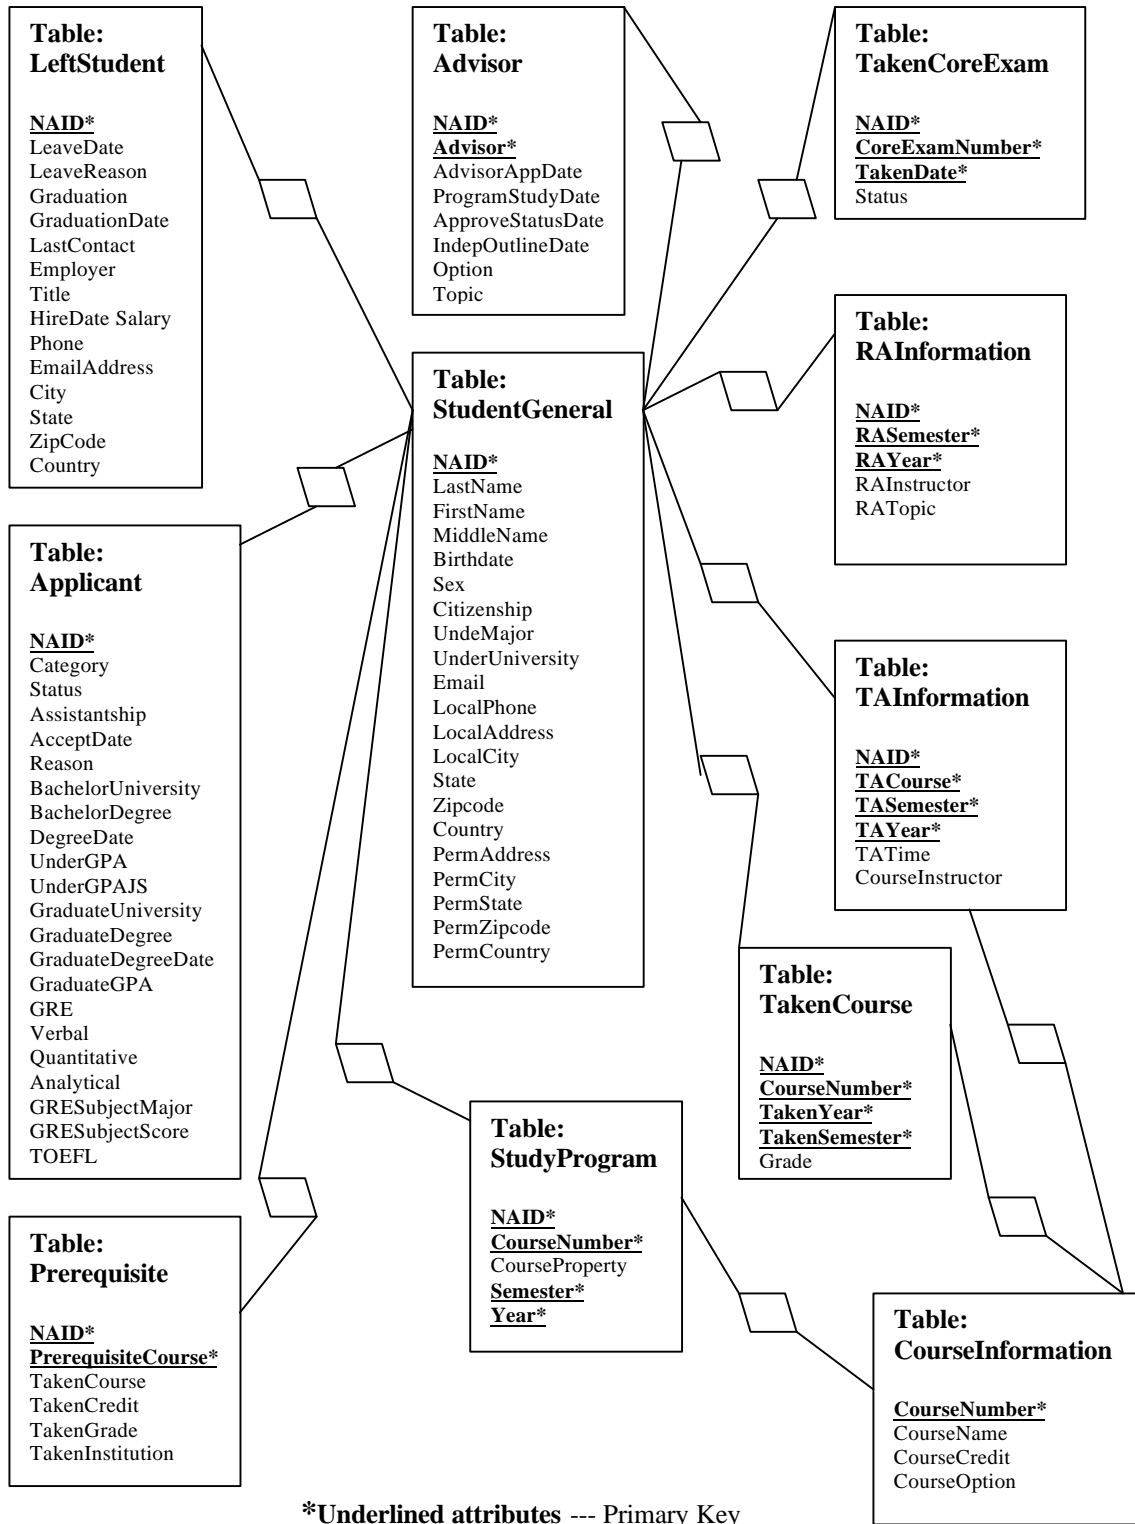 Table:
LeftStudent
NAID*
LeaveDate
LeaveReason
Graduation
GraduationDate
LastContact
Employer
Title
HireDate Salary
Phone
EmailAddress
City
State
ZipCode
Country
Table:
Advisor
NAID*
Advisor*
AdvisorAppDate
ProgramStudyDate
ApproveStatusDate
IndepOutlineDate
Option
Topic
Table:
TakenCoreExam
NAID*
CoreExamNumber*
TakenDate*
Status
Table:
RAInformation
NAID*
RASemester*
RAYear*
RAInstructor
RATopic
Table:
StudentGeneral
NAID*
LastName
FirstName
MiddleName
Birthdate
Sex
Citizenship
UndeMajor
UnderUniversity
Email
LocalPhone
LocalAddress
LocalCity
State
Zipcode
Country
PermAddress
PermCity
PermState
PermZipcode
PermCountry
Table:
Applicant
NAID*
Category
Status
Assistantship
AcceptDate
Reason
BachelorUniversity
BachelorDegree
DegreeDate
UnderGPA
UnderGPAJS
GraduateUniversity
GraduateDegree
GraduateDegreeDate
GraduateGPA
GRE
Verbal
Quantitative
Analytical
GRESubjectMajor
GRESubjectScore
TOEFL
Table:
TAInformation
NAID*
TACourse*
TASemester*
TAYear*
TATime
CourseInstructor
Table:
TakenCourse
NAID*
CourseNumber*
TakenYear*
TakenSemester*
Grade
Table:
StudyProgram
NAID*
CourseNumber*
CourseProperty
Semester*
Year*
Table:
Prerequisite
NAID*
PrerequisiteCourse*
TakenCourse
TakenCredit
TakenGrade
TakenInstitution
Table:
CourseInformation
CourseNumber*
CourseName
CourseCredit
CourseOption
*Underlined attributes --- Primary Key